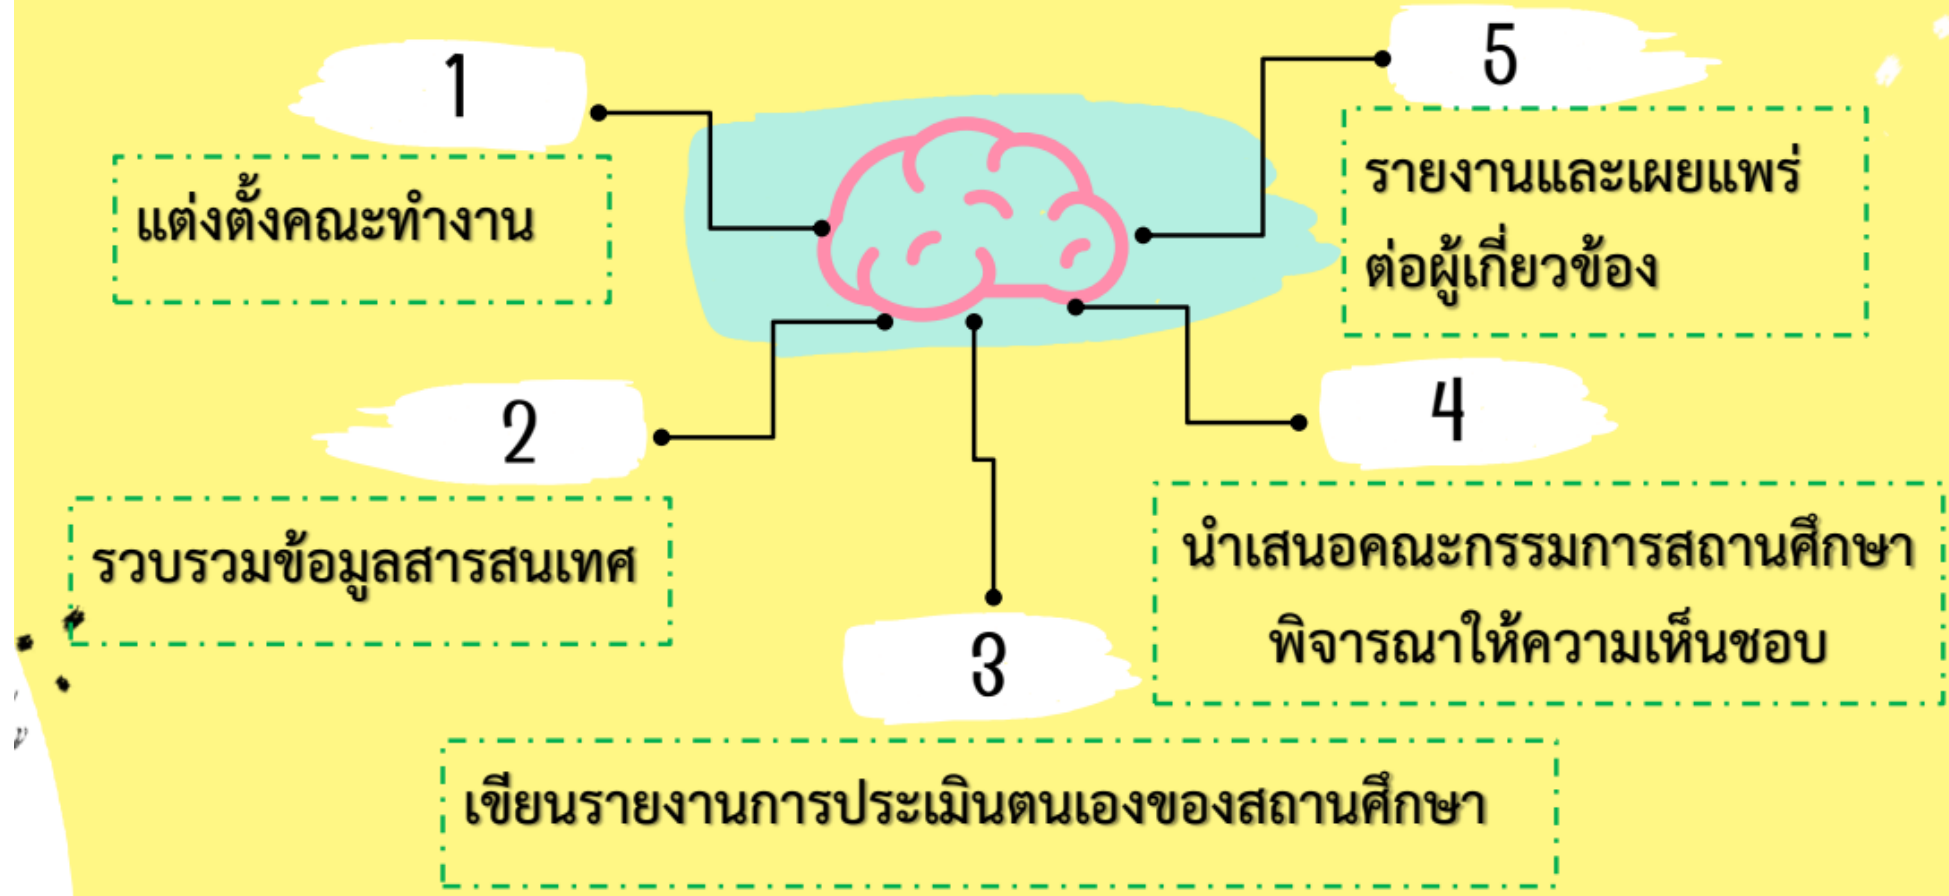 1
แต่งตั้งคณะทำงาน
2
รวบรวมข้อมูลสารสนเทศ
3
เขียนรายงานการประเมินตนเองของสถานศึกษา
4
นำเสนอคณะกรรมการสถานศึกษา
พิจารณาให้ความเห็นชอบ
5
รายงานและเผยแพร่
ต่อผู้เกี่ยวข้อง